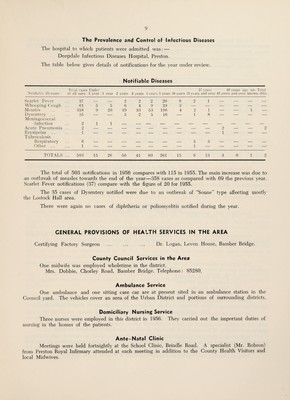 9
The Prevalence and Control of Infectious Diseases
The hospital to which patients were admitted was :—
Deepdale Infectious Diseases Hospital, Preston.
The table below gives details of notifications for the year under review.
Notifiable Diseases
Scarlet Fever
Whooping Cough
Measles
Dysentery
Meningococcal
Infection
Acute Pneumonia
Erysipelas
Tuberculosis
Respiratory
Other
TOTALS
The total of 503 notifications in 1956 compares with 115 in 1955. The main increase was due to
an outbreak of measles towards the end of the year—358 cases as compared with 69 the previous year.
Scarlet Fever notifications (37) compare with the figure of 20 for 1955.
The 35 cases of Dysentery notified were due to an outbreak of "Sonne" type affecting mostly
the Lostock Hall area.
There were again no cases of diphtheria or poliomyelitis notified during the year.
GENERAL PROVISIONS OF HEALTH SERVICES IN THE AREA
Certifying Factory Surgeon ... ... ... Dr. Logan, Leven House, Bamber Bridge.
County Council Services in the Area
One midwife was employed wholetime in the district.
Mrs. Dobbin, Chorley Road, Bamber Bridge. Telephone: 85280.
Ambulance Service
One ambulance and one sitting case car are at present sited in an ambulance station in the
Council yard. The vehicles cover an area of the Urban District and portions of surrounding districts.
Domiciliary Nursing Service
Three nurses were employed in this district in 1956. They carried out the important duties of
nursing in the homes of the patients.
Ante-Natal Clinic
Meetings were held fortnightly at the School Clinic, Brindle Road. A specialist (Mr. Robson)
from Preston Royal Infirmary attended at each meeting in addition to the County Health Visitors and
local Midwives.